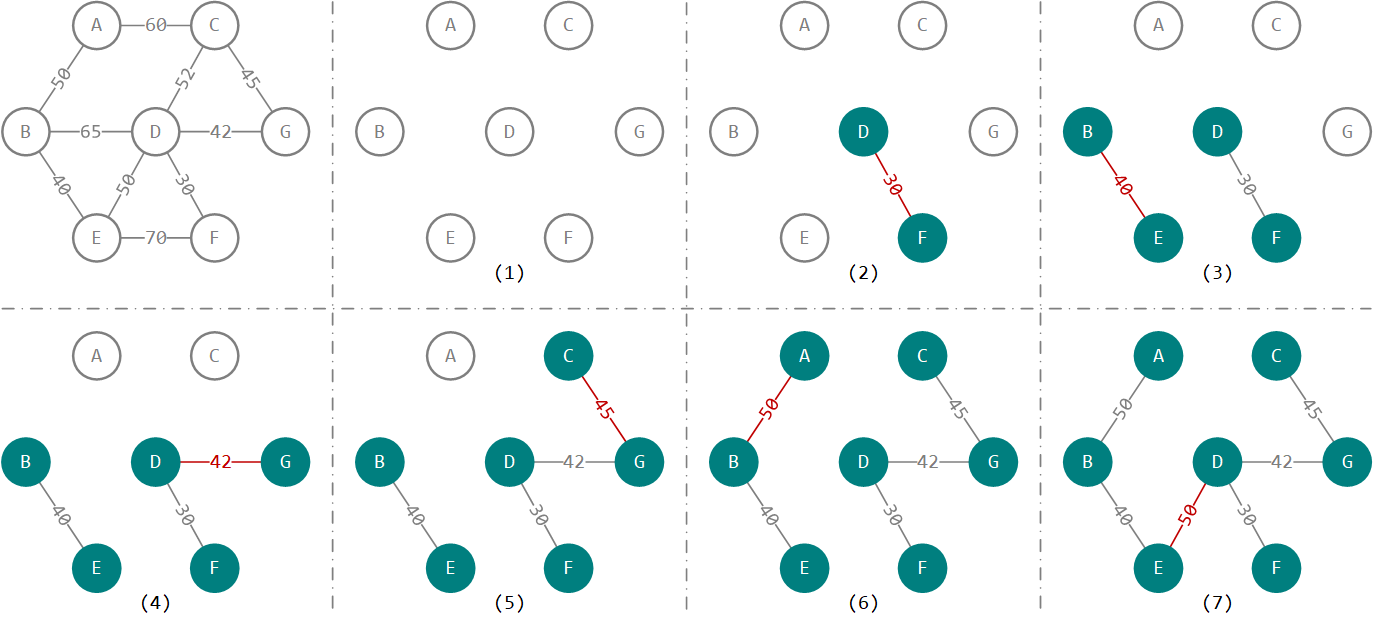 A 60 C
50 52 45
B 65 D 42 G
40 50 30
E 70 F
A C
B D G
E F
(1)
A C
B D G
30
E F
(2)
A C
B D G
40 30
E F
(3)
A C
B D 42 G
40 30
E F
(4)
A C
45
B D 42 G
40 30
E F
(5)
A C
50 45
B D 42 G
40 30
E F
(6)
A C
50 45
B D 42 G
40 50 30
E F
(7)